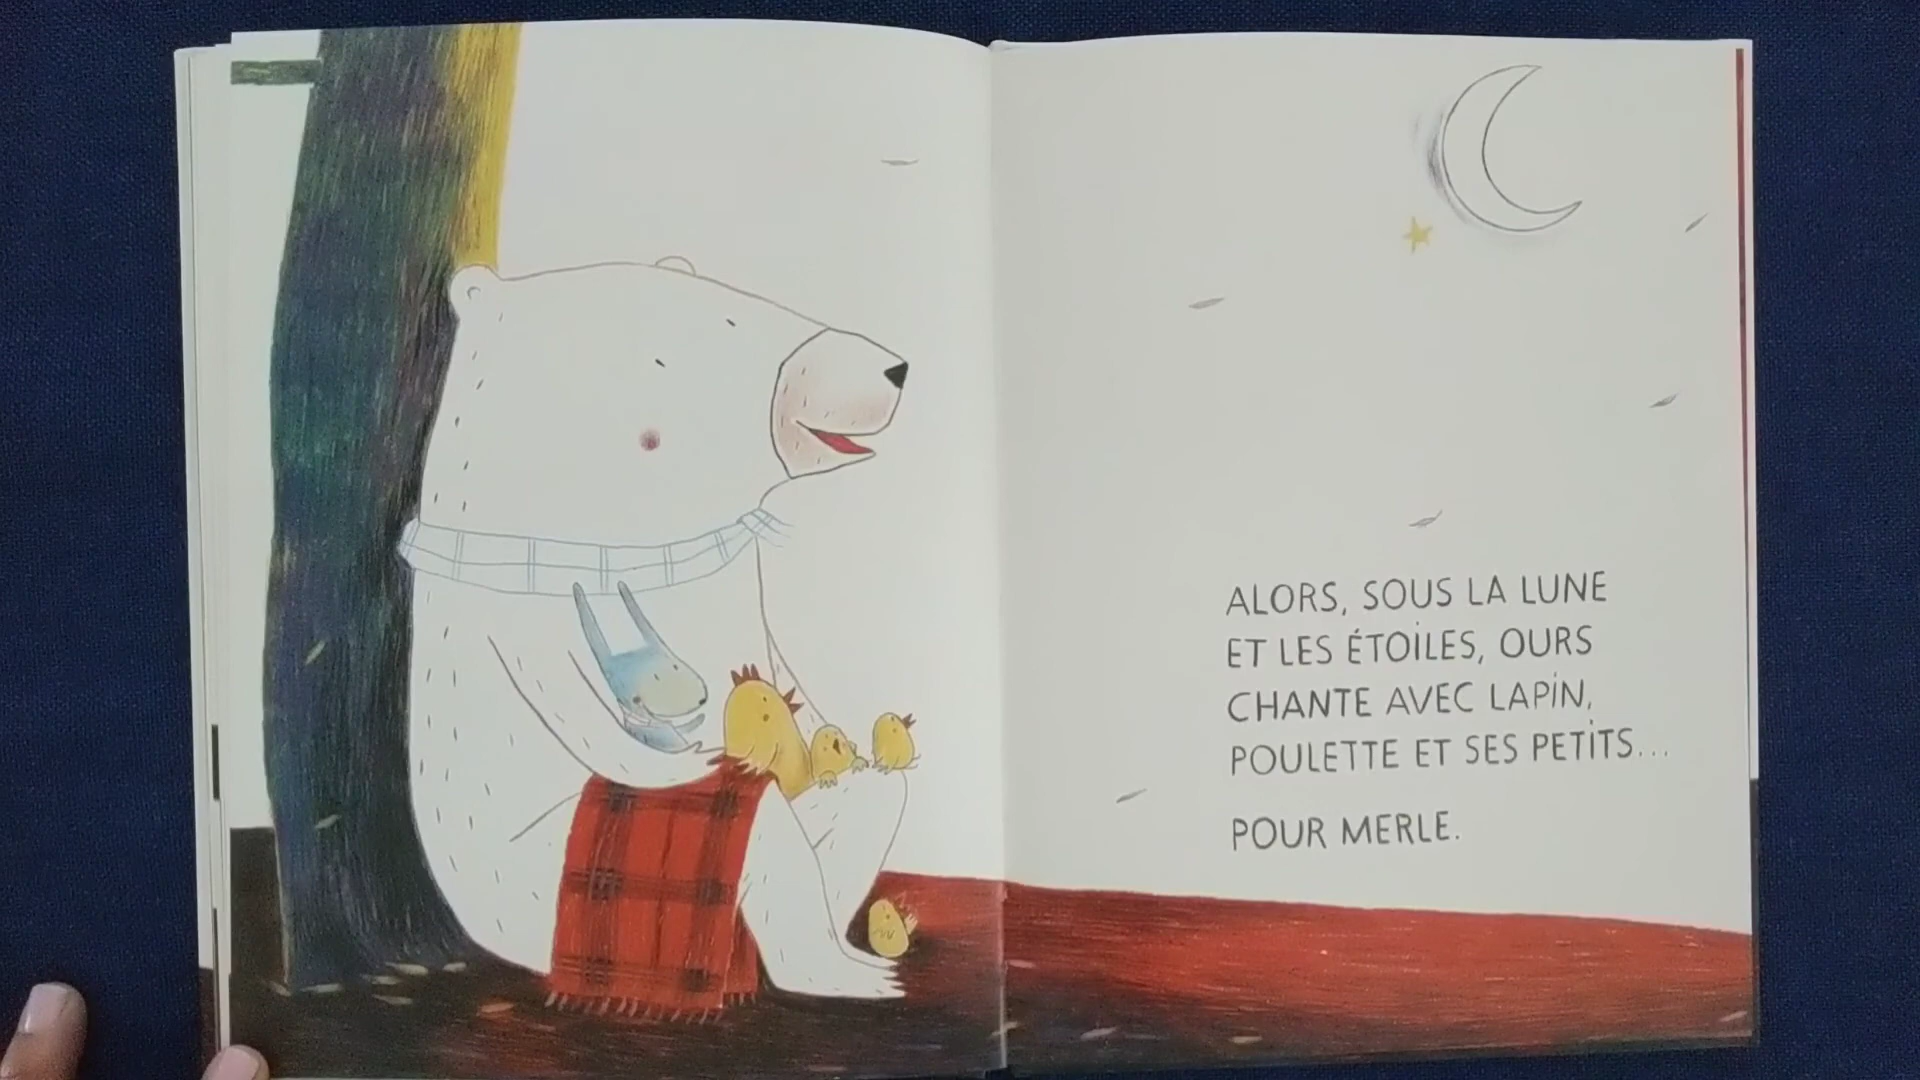 ALORS, SOUS LA LUNE
ET LES ÉTOILES, OURS
CHANTE AVEC LAPIN,
POULETTE ET SES PETITS...
POUR MERLE.